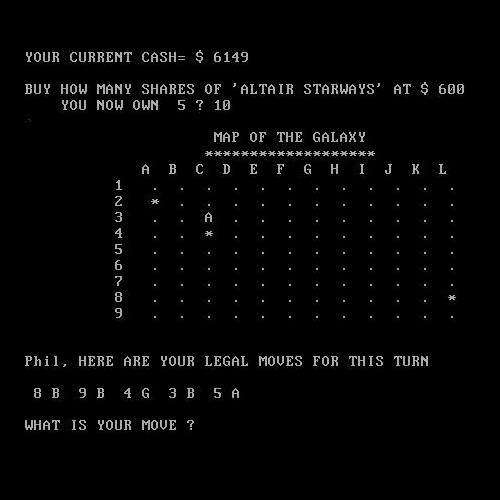 YOUR CURRENT CASH= $ 6149
BUY HOW MANY SHARES OF 'ALTAIR STARWAYS' AT $ 600
YOU NOW OWN 5 ? 10
MAP OF THE GALAXY
*******************
A B C D E F G H I J K L
1 . . . . . . . . . . . .
2 * . . . . . . . . . . .
3 . . A . . . . . . . . .
4 . . * . . . . . . . . .
5 . . . . . . . . . . . .
6 . . . . . . . . . . . .
7 . . . . . . . . . . . .
8 . . . . . . . . . . . *
9 . . . . . . . . . . . .
Phil, HERE ARE YOUR LEGAL MOVES FOR THIS TURN
8 B 9 B 4 G 3 B 5 A
WHAT IS YOUR MOVE ?